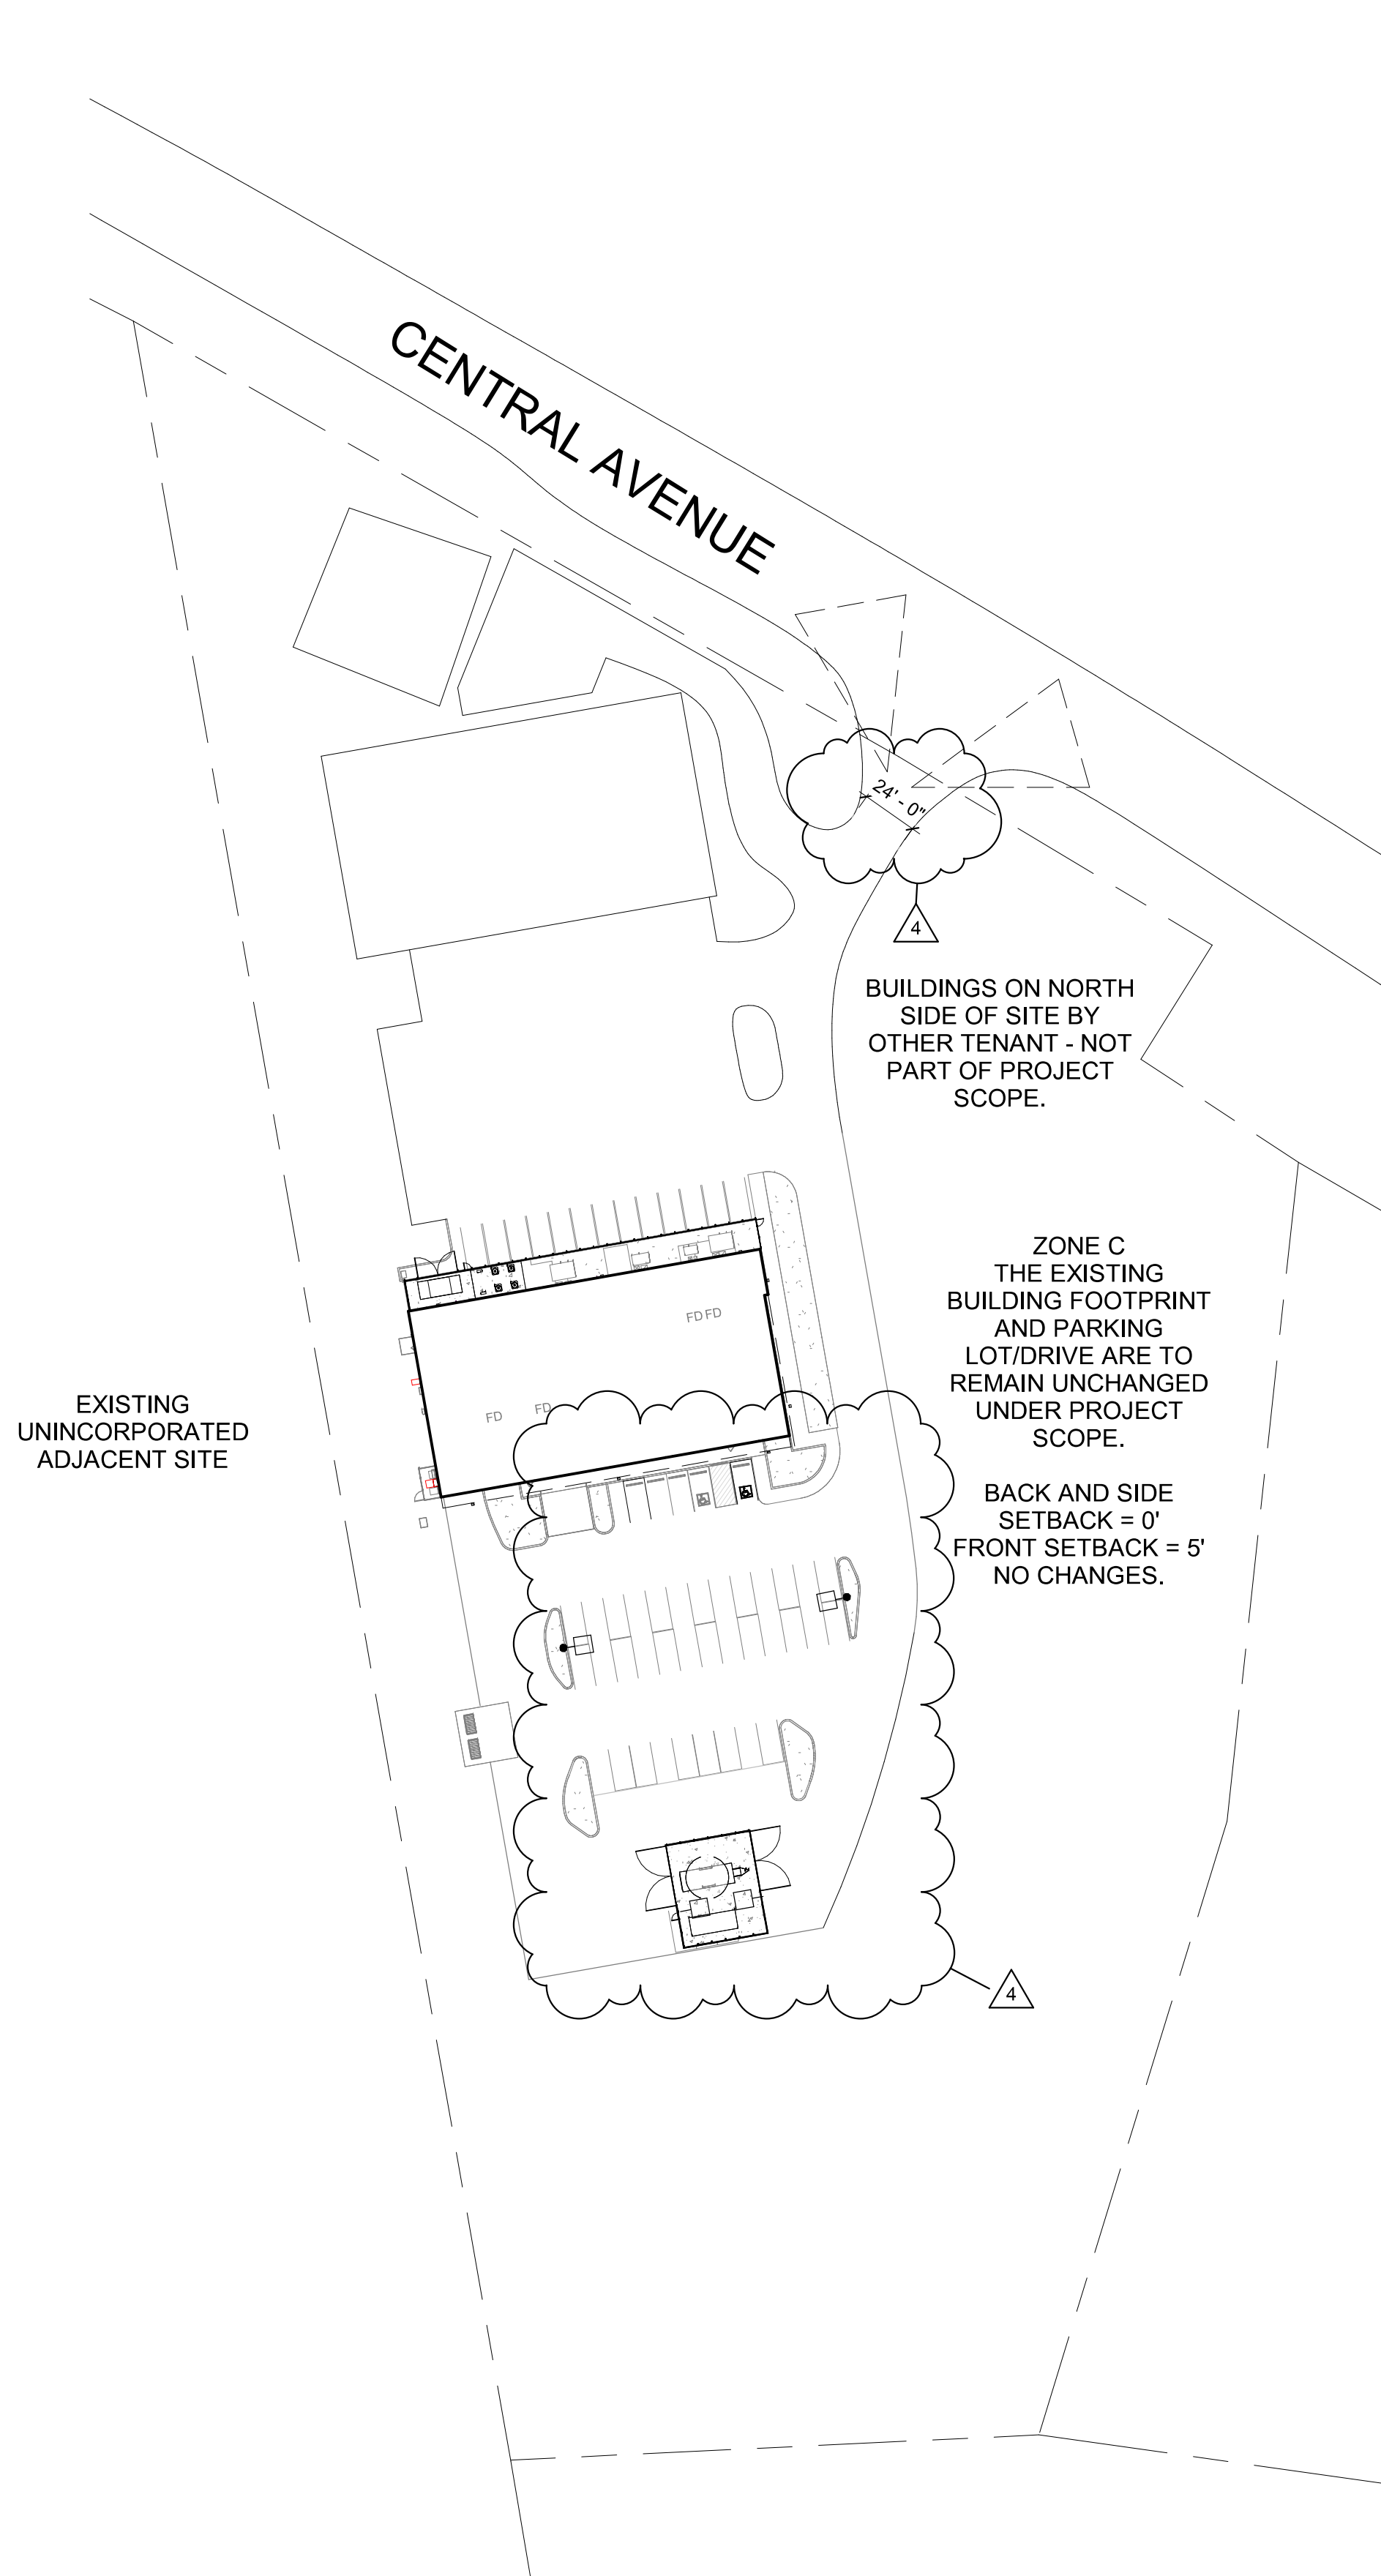 CENTRAL AVENUE
24' - 0"
4
BUILDINGS ON NORTH
SIDE OF SITE BY
OTHER TENANT - NOT
PART OF PROJECT
SCOPE.
ZONE C
THE EXISTING
BUILDING FOOTPRINT
AND PARKING
LOT/DRIVE ARE TO
REMAIN UNCHANGED
UNDER PROJECT
SCOPE.
BACK AND SIDE
SETBACK = 0'
FRONT SETBACK = 5'
NO CHANGES.
EXISTING
UNINCORPORATED
ADJACENT SITE
FD FD
FD
FD
4